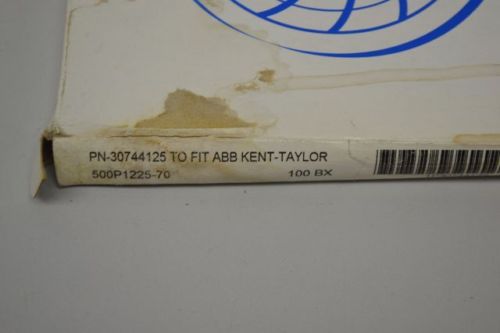 PN-30744125 TO FIT ABB KENT-TAYLOR
500P1225-70 100 BX